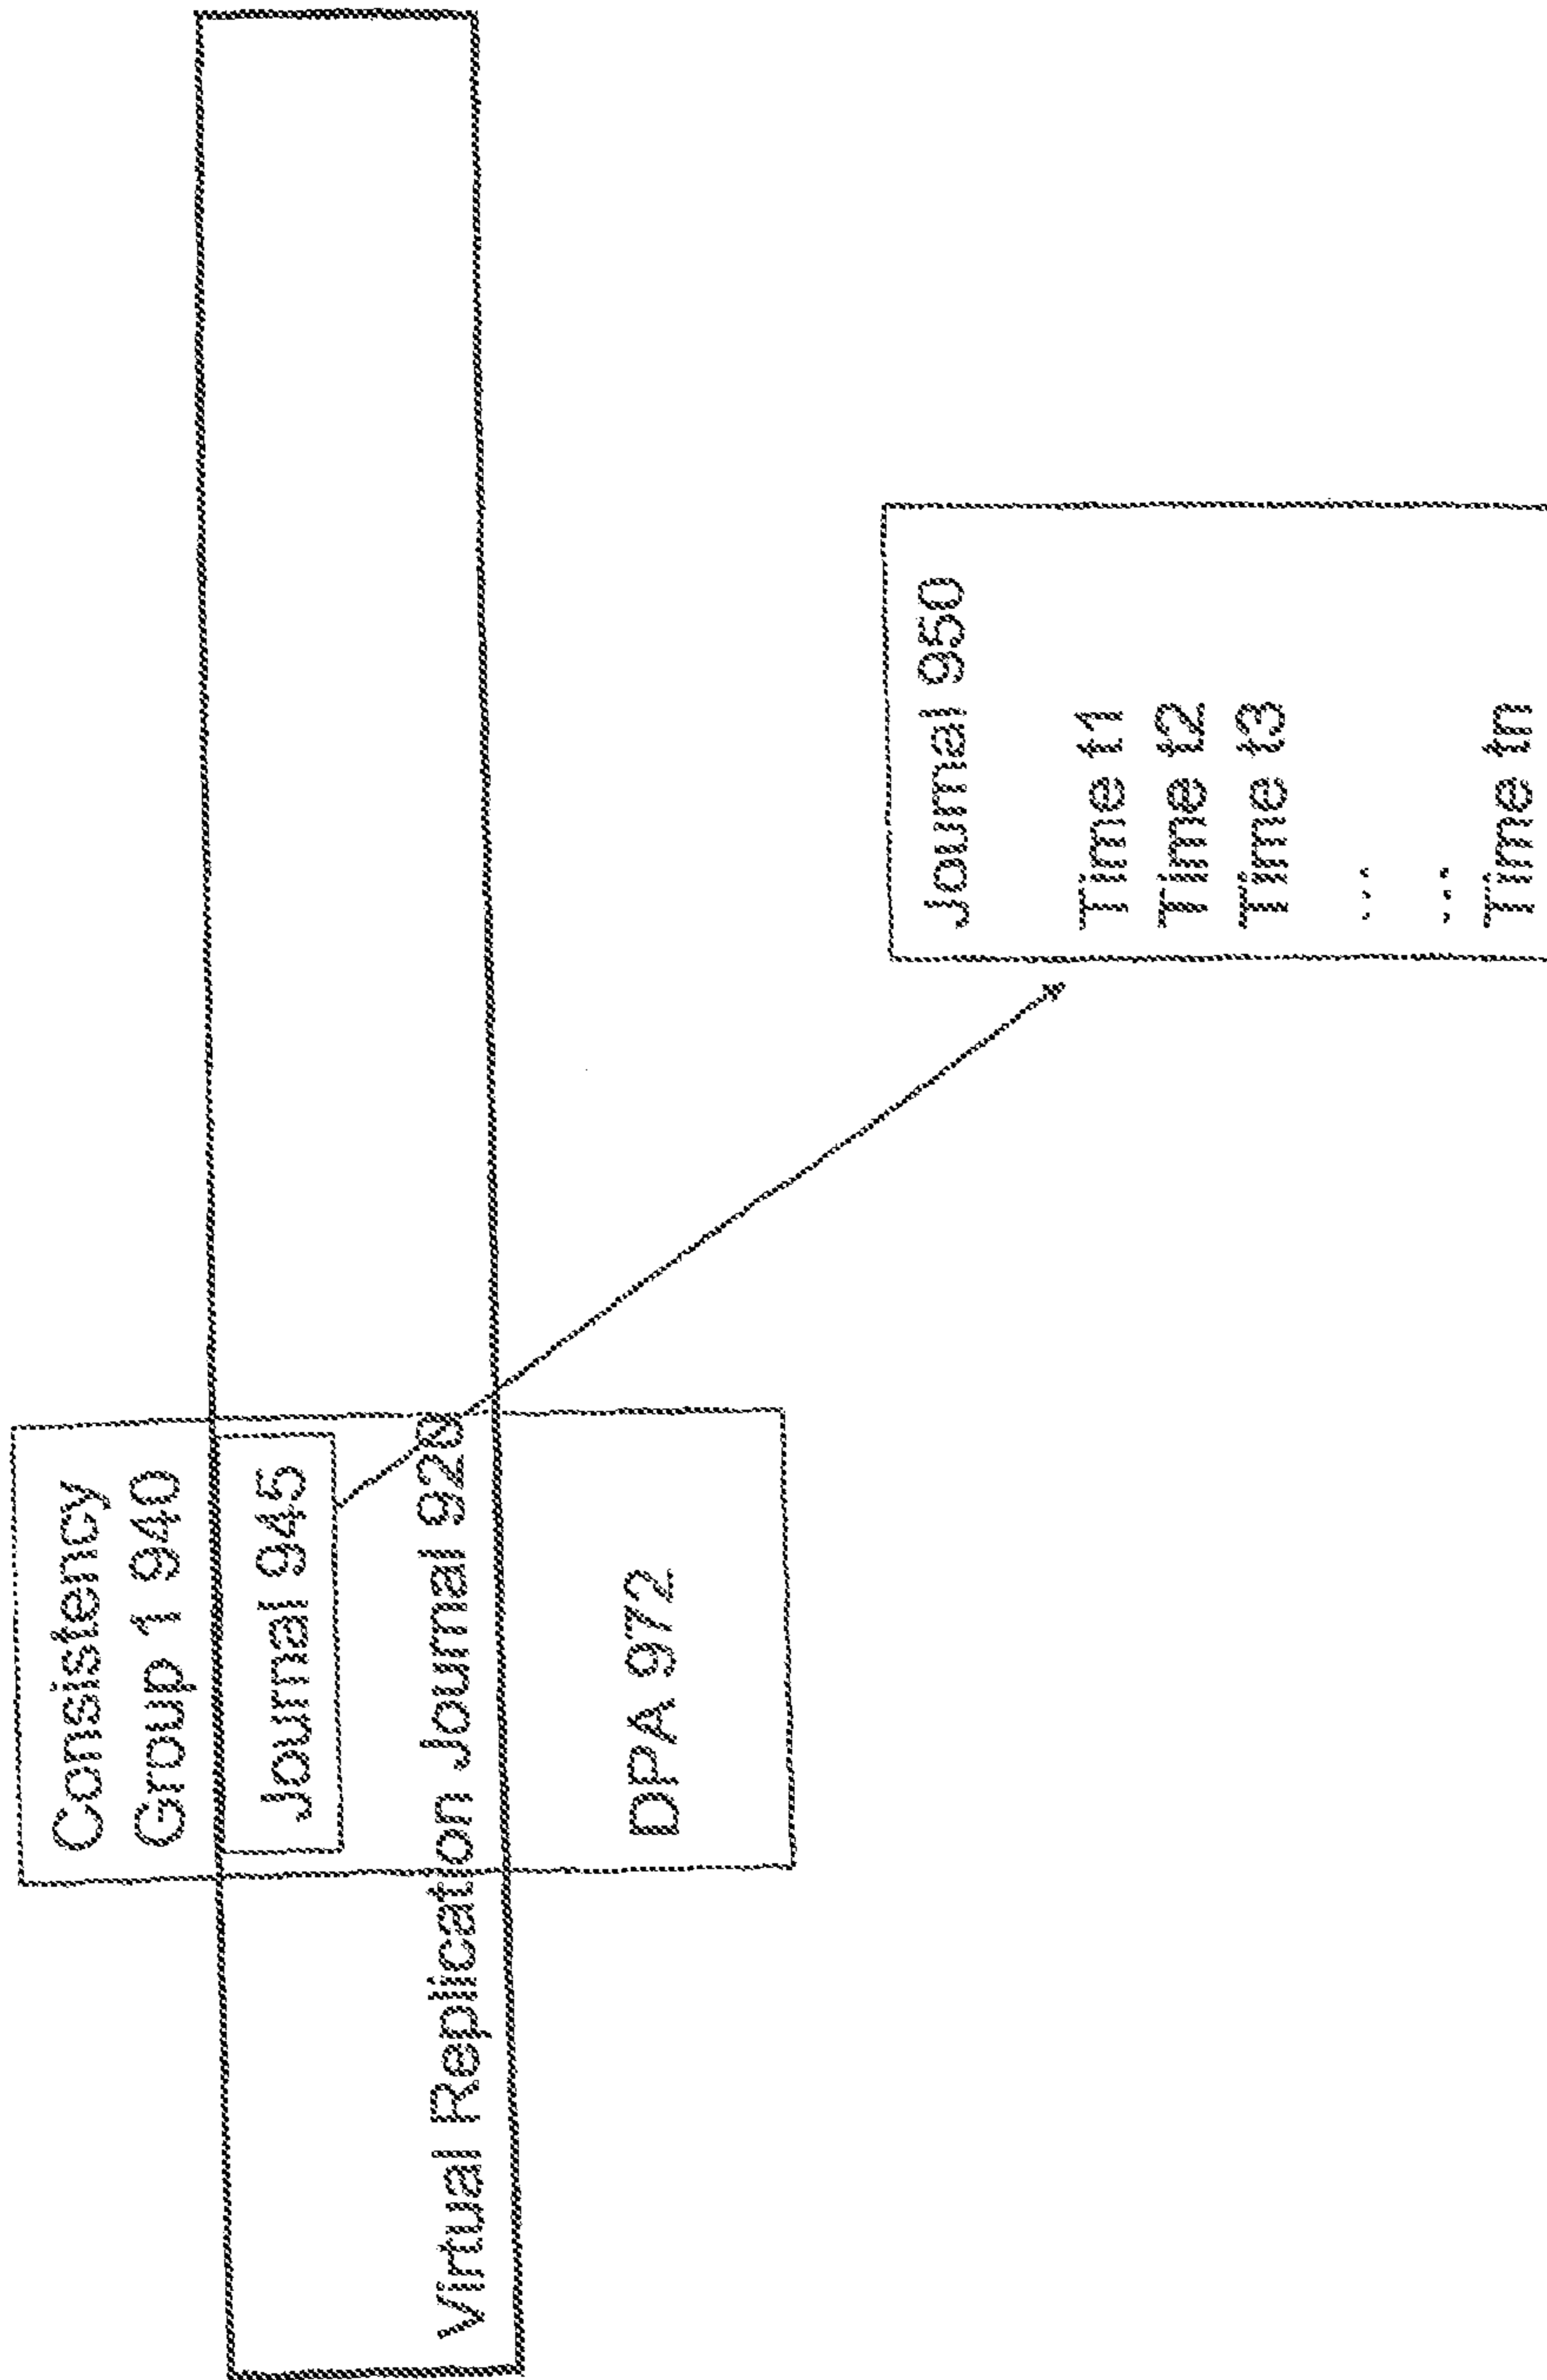 Consistency
Group 1 940
Journal 945
Virtual Replication Journal 920
DPA 972
Journal 950
Time t1
Time t2
Time t3
...
...
Time tn